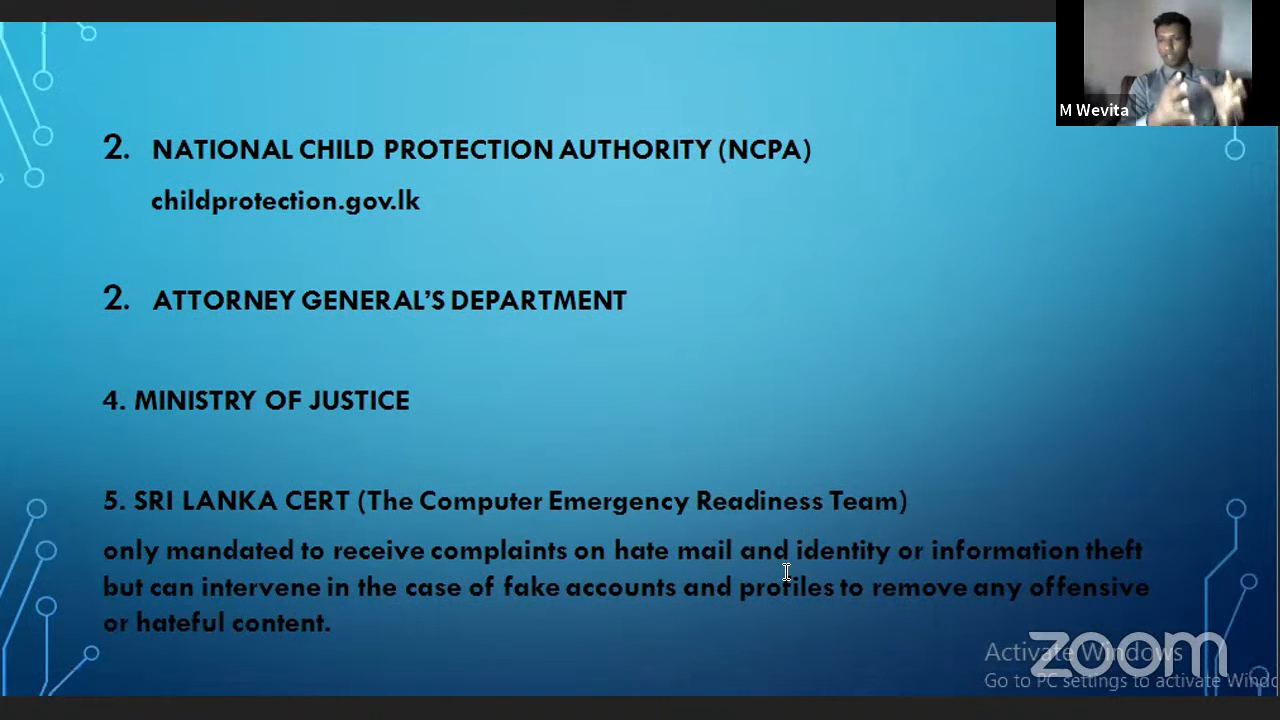 M Wevita
2. NATIONAL CHILD PROTECTION AUTHORITY (NCPA)
childprotection.gov.lk
2. ATTORNEY GENERAL’S DEPARTMENT
4. MINISTRY OF JUSTICE
5. SRI LANKA CERT (The Computer Emergency Readiness Team)
only mandated to receive complaints on hate mail and identity or information theft
but can intervene in the case of fake accounts and profiles to remove any offensive
or hateful content.
Activate Windows
zoom
Go to PC settings to activate Windo